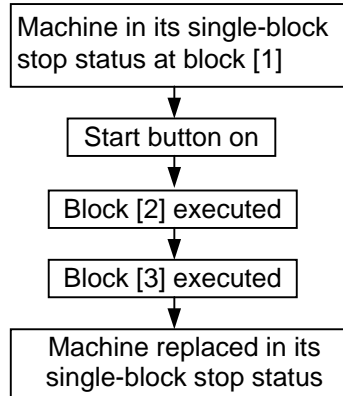 Machine in its single-block
stop status at block [1]
Start button on
Block [2] executed
Block [3] executed
Machine replaced in its
single-block stop status